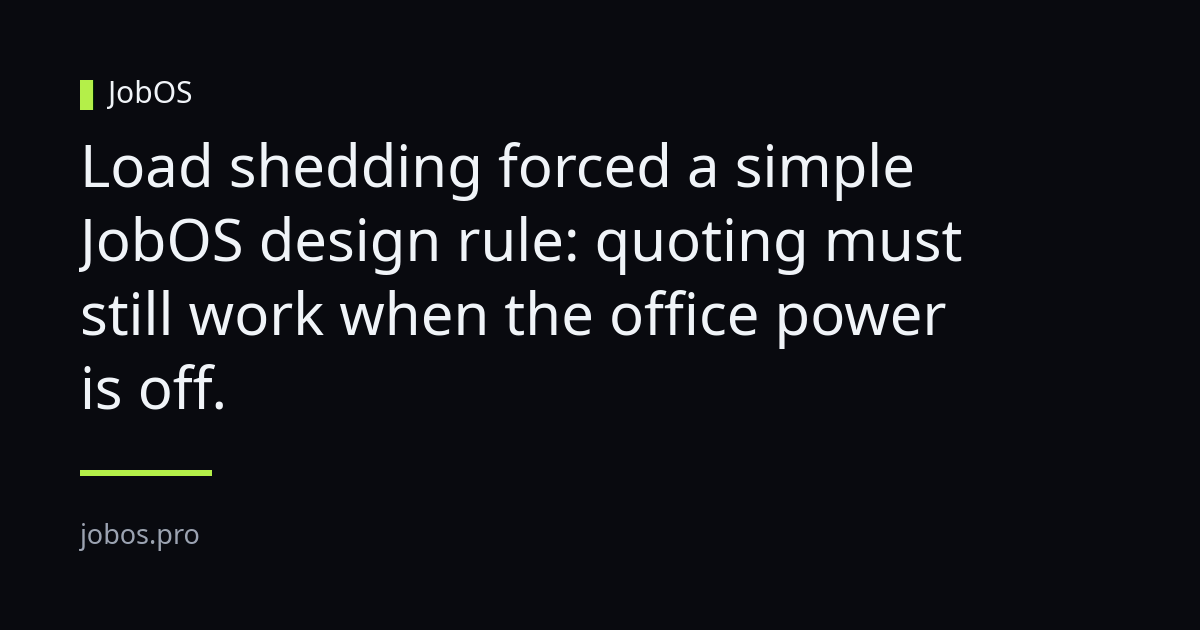 JobOS
Load shedding forced a simple
JobOS design rule: quoting must
still work when the office power
is off.
jobos.pro